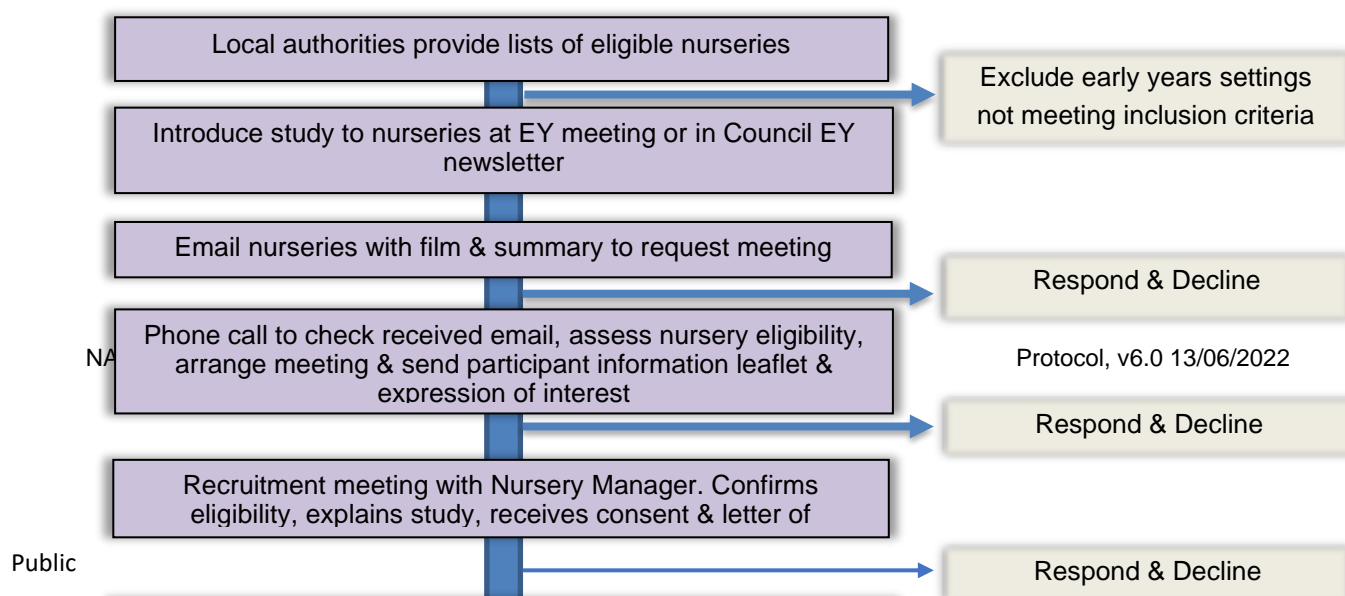 Local authorities provide lists of eligible nurseries
Exclude early years settings
not meeting inclusion criteria
Introduce study to nurseries at EY meeting or in Council EY
newsletter
Email nurseries with film & summary to request meeting
Respond & Decline
Phone call to check received email, assess nursery eligibility,
NA
arrange meeting & send participant information leaflet &
expression of interest
Protocol, v6.0 13/06/2022
Respond & Decline
Recruitment meeting with Nursery Manager. Confirms
eligibility, explains study, receives consent & letter of
Public
Respond & Decline